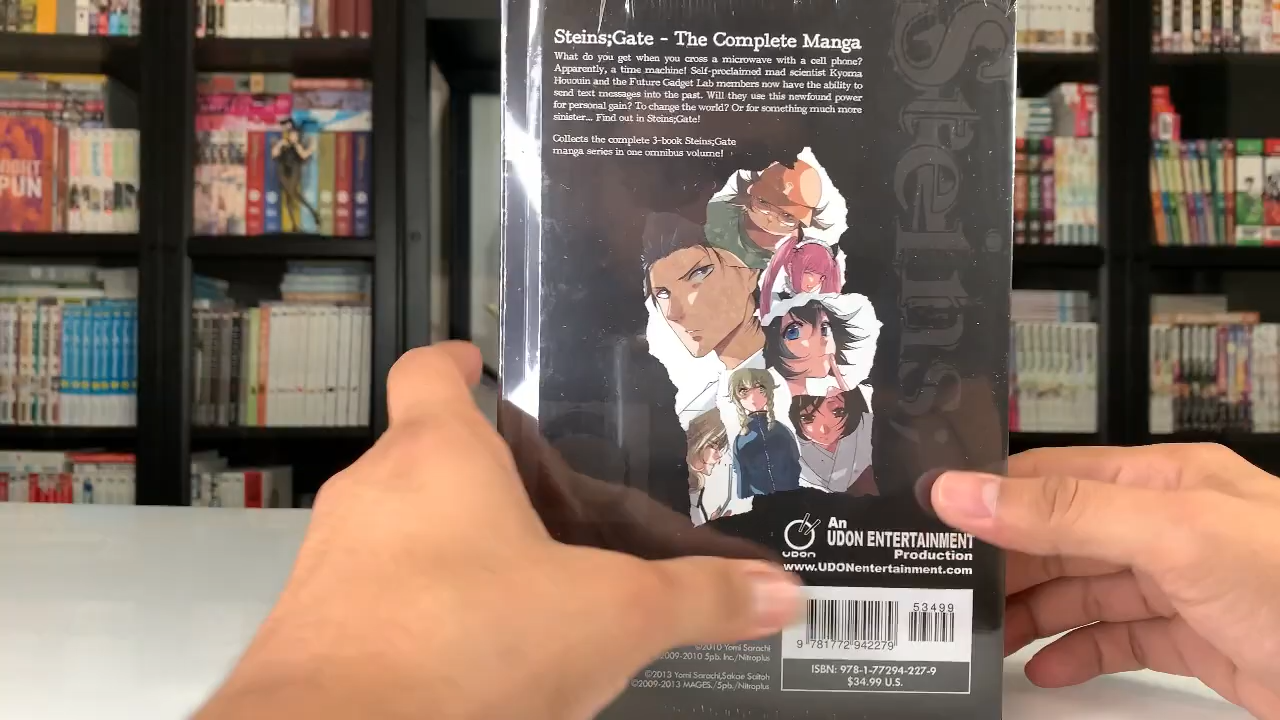 Steins;Gate - The Complete Manga
What do you get when you cross a microwave with a cell phone?
Apparently, a time machine! Self-proclaimed mad scientist Kyoma
Hououin and the Future Gadget Lab members now have the ability to
send text messages into the past. Will they use this newfound power
for personal gain? To change the world? Or for something much more
sinister... Find out in Steins;Gate!
Collects the complete 3-book Steins;Gate
manga series in one omnibus volume!
Steins;
PUN
An
UDON ENTERTAINMENT
Production
UDON
www.UDONentertainment.com
53499
9 781772 942279
ISBN: 978-1-77294-227-9
$34.99 U.S.
©2010 Yomi Sarachi
2009-2010 5pb. Inc./Nitroplus
©2013 Yomi Sarachi,Sakae Saitoh
©2009-2013 MAGES./5pb./Nitroplus